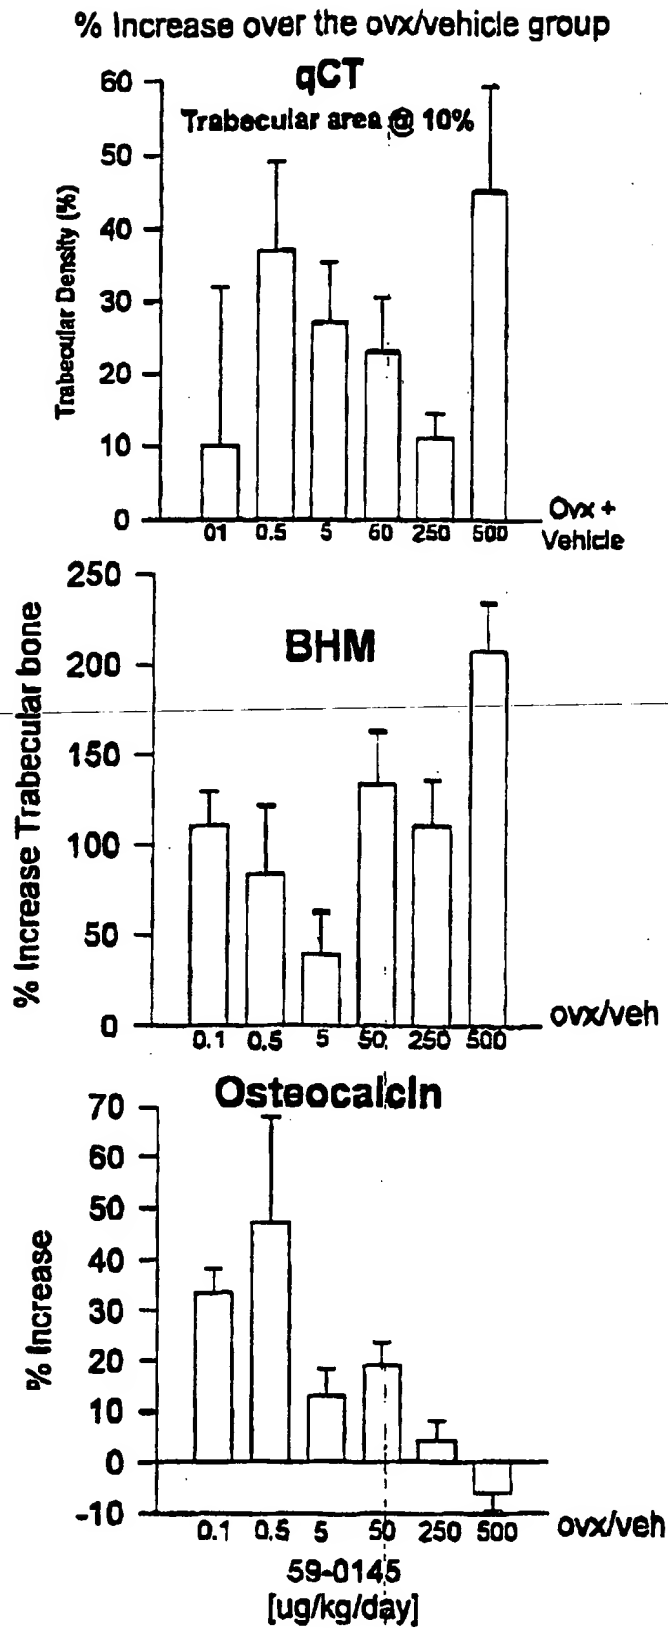 % Increase over the ovx/vehicle group
qCT
Trabecular area @ 10%
Trabecular Density (%)
60
50
40
30
20
10
0
01 0.5 5 60 250 500
Ovx +
Vehicle
BHM
% Increase Trabecular bone
250
200
150
100
50
0
0.1 0.5 5 50 250 500
ovx/veh
Osteocalcin
% Increase
70
60
50
40
30
20
10
0
-10
0.1 0.5 5 50 250 500
ovx/veh
59-0145
[ug/kg/day]